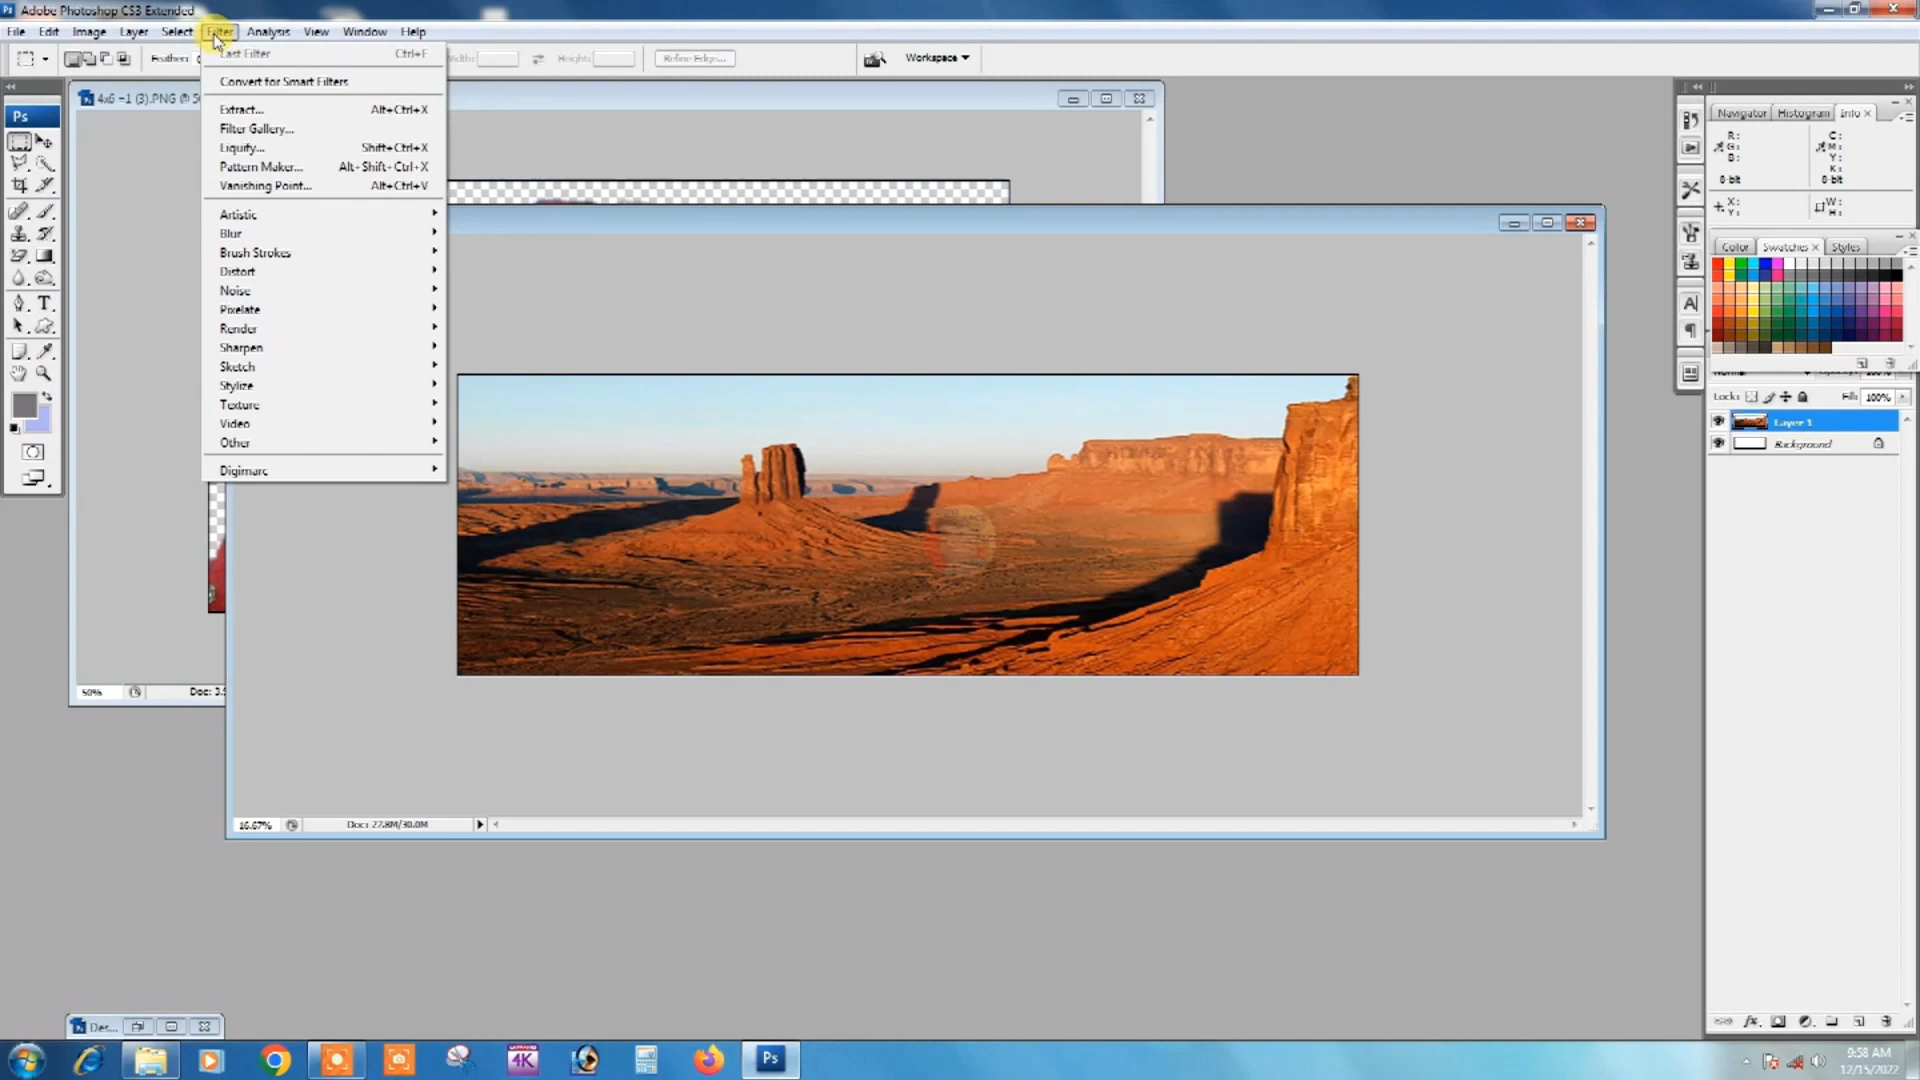 Adobe Photoshop CS3 Extended
File Edit Image Layer Select Filter Analysis View Window Help
Feather:
Width:
Height:
Refine Edge...
Workspace
Last Filter Ctrl+F
Convert for Smart Filters
Extract... Alt+Ctrl+X
Filter Gallery...
Liquify... Shift+Ctrl+X
Pattern Maker... Alt+Shift+Ctrl+X
Vanishing Point... Alt+Ctrl+V
Artistic
Blur
Brush Strokes
Distort
Noise
Pixelate
Render
Sharpen
Sketch
Stylize
Texture
Video
Other
Digimarc
4x6 =1 (3).PNG @ 5
50%
Doc: 3.
16.67%
Doc: 27.8M/30.0M
Des...
Ps
T
Navigator Histogram Info
R: C:
G: M:
B: Y:
K:
8-bit 8-bit
X: W:
Y: H:
Color Swatches Styles
A
Lock: Fill: 100%
Layer 1
Background
4K
Ps
9:58 AM
12/15/2022